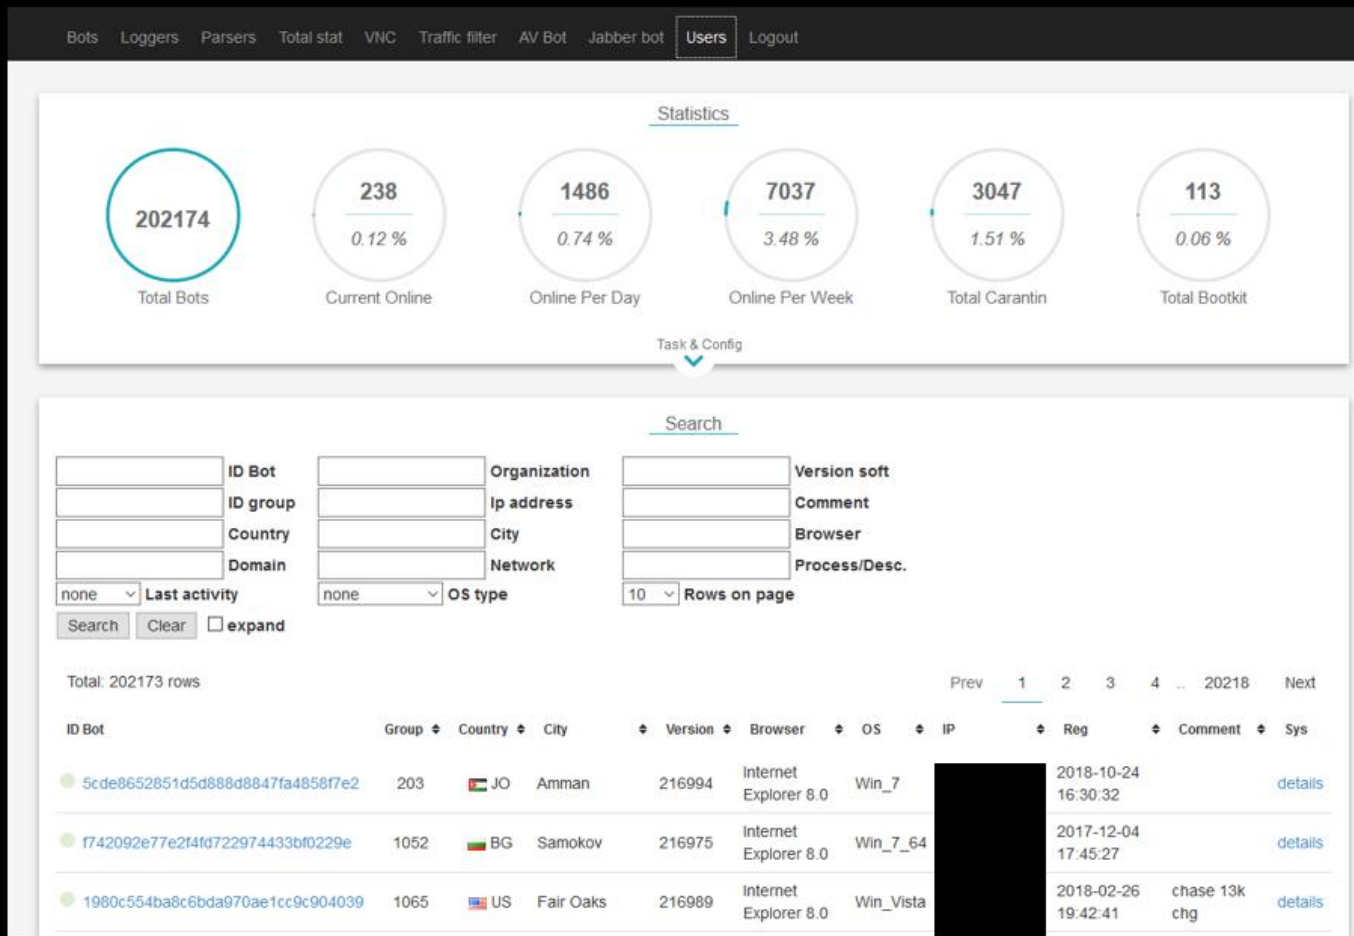 Bots Loggers Parsers Total stat VNC Traffic filter AV Bot Jabber bot Users Logout
Statistics
202174
Total Bots
238
0.12 %
Current Online
1486
0.74 %
Online Per Day
7037
3.48 %
Online Per Week
3047
1.51 %
Total Carantin
113
0.06 %
Total Bootkit
Task & Config
Search
ID Bot Organization Version soft
ID group Ip address Comment
Country City Browser
Domain Network Process/Desc.
none Last activity none OS type 10 Rows on page
Search Clear expand
Total: 202173 rows Prev 1 2 3 4 .. 20218 Next
ID Bot Group Country City Version Browser OS IP Reg Comment Sys
5cde8652851d5d888d8847fa4858f7e2 203 JO Amman 216994 Internet Explorer 8.0 Win_7 2018-10-24 16:30:32 details
f742092e77e2f4fd722974433bf0229e 1052 BG Samokov 216975 Internet Explorer 8.0 Win_7_64 2017-12-04 17:45:27 details
1980c554ba8c6bda970ae1cc9c904039 1065 US Fair Oaks 216989 Internet Explorer 8.0 Win_Vista 2018-02-26 19:42:41 chase 13k chg details